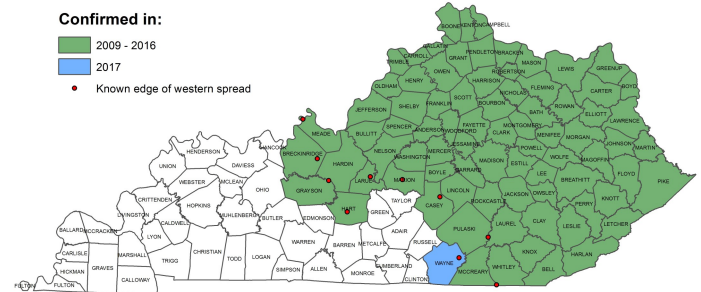 Confirmed in:
2009 - 2016
2017
Known edge of western spread
BOONE KENTON CAMPBELL
GALLATIN
PENDLETON BRACKEN
CARROLL
GRANT
MASON
TRIMBLE
OWEN
ROBERTSON
LEWIS
GREENUP
HENRY
HARRISON
FLEMING
BOYD
OLDHAM
NICHOLAS
CARTER
SCOTT
ROWAN
SHELBY
FRANKLIN
BOURBON
BATH
ELLIOTT
JEFFERSON
LAWRENCE
SPENCER
ANDERSON
WOODFORD
FAYETTE
MONTGOMERY
MENIFEE
MORGAN
MEADE
BULLITT
CLARK
JOHNSON
MARTIN
HANCOCK
NELSON
MERCER
JESSAMINE
POWELL
HENDERSON
BRECKINRIDGE
WASHINGTON
MADISON
WOLFE
MAGOFFIN
DAVIESS
HARDIN
BOYLE
GARRARD
ESTILL
LEE
FLOYD
UNION
LARUE
MARION
BREATHITT
PIKE
WEBSTER
MCLEAN
OHIO
GRAYSON
LINCOLN
JACKSON
OWSLEY
CRITTENDEN
HOPKINS
TAYLOR
CASEY
ROCKCASTLE
PERRY
KNOTT
LIVINGSTON
MUHLENBERG
BUTLER
EDMONSON
HART
GREEN
CALDWELL
PULASKI
LAUREL
CLAY
LESLIE
LETCHER
BALLARD
MCCRACKEN
LYON
WARREN
BARREN
METCALFE
ADAIR
RUSSELL
CARLISLE
MARSHALL
CHRISTIAN
KNOX
HARLAN
TRIGG
TODD
LOGAN
WAYNE
HICKMAN
GRAVES
SIMPSON
ALLEN
MONROE
CUMBERLAND
MCCREARY
WHITLEY
BELL
CALLOWAY
CLINTON
FULTON
FULTON